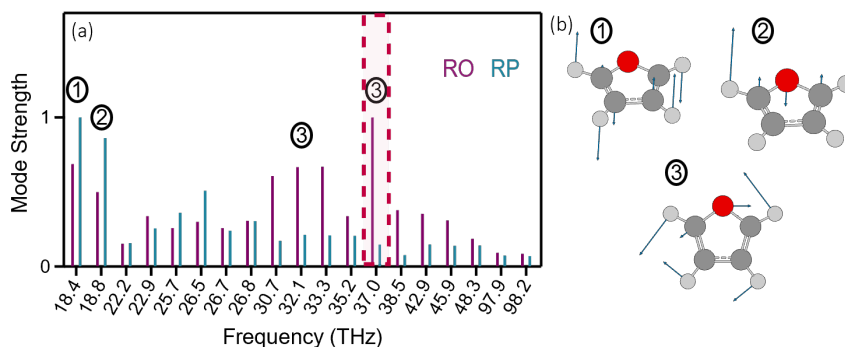 (a)
(b)
① ② ③ ③
RO RP
Mode Strength
1
0
18.4 18.8 22.2 22.9 25.7 26.5 26.7 26.8 30.7 32.1 33.3 35.2 37.0 38.5 42.9 45.9 48.3 97.9 98.2
Frequency (THz)
① ②
③